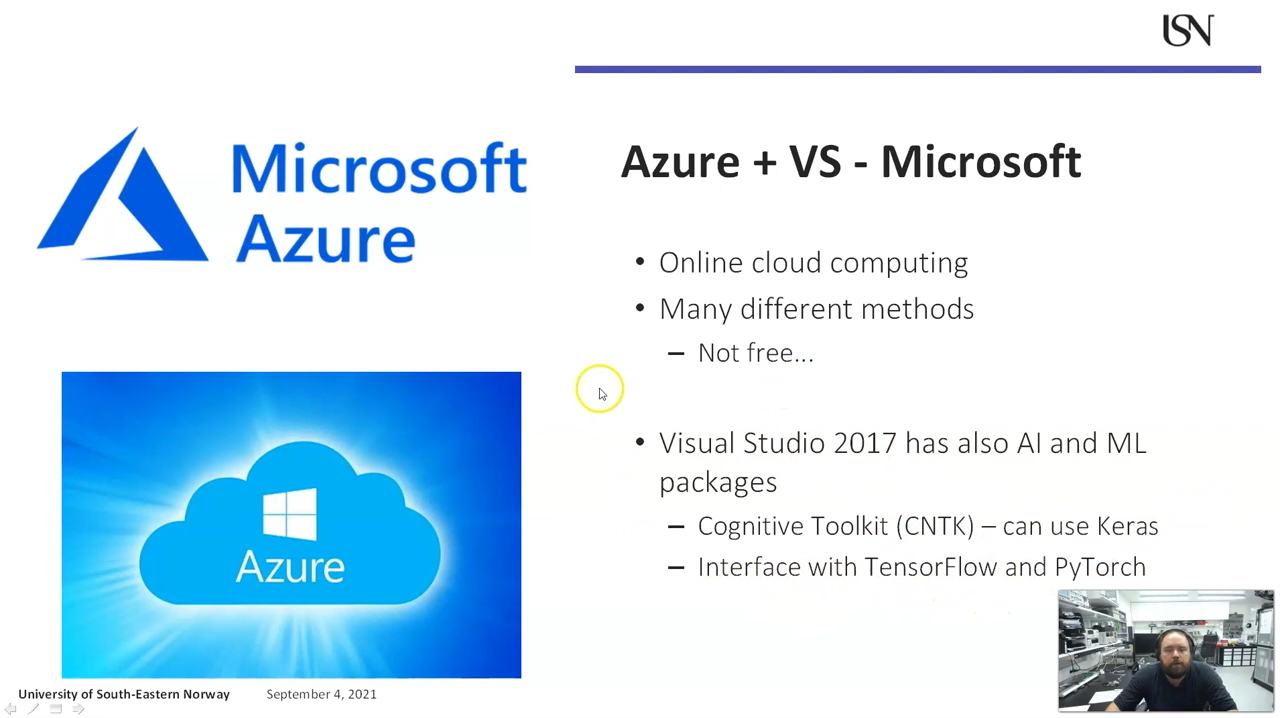 USN
Microsoft
Azure
Azure + VS - Microsoft
• Online cloud computing
• Many different methods
– Not free...
• Visual Studio 2017 has also AI and ML
packages
– Cognitive Toolkit (CNTK) – can use Keras
– Interface with TensorFlow and PyTorch
Azure
University of South-Eastern Norway September 4, 2021